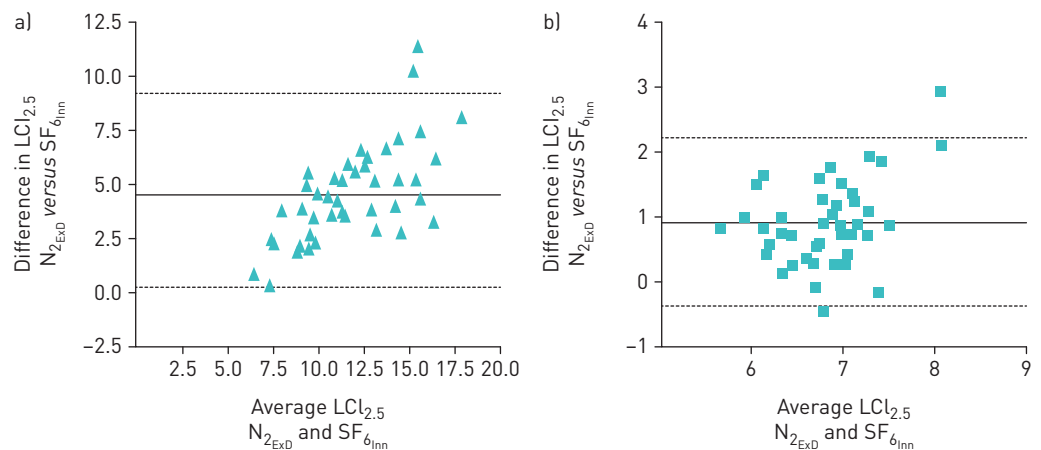 a)
Difference in LCI2.5
N2ExD versus SF6Inn
12.5
10.0
7.5
5.0
2.5
0.0
−2.5
2.5 5.0 7.5 10.0 12.5 15.0 17.5 20.0
Average LCI2.5
N2ExD and SF6Inn
b)
Difference in LCI2.5
N2ExD versus SF6Inn
4
3
2
1
0
−1
6 7 8 9
Average LCI2.5
N2ExD and SF6Inn